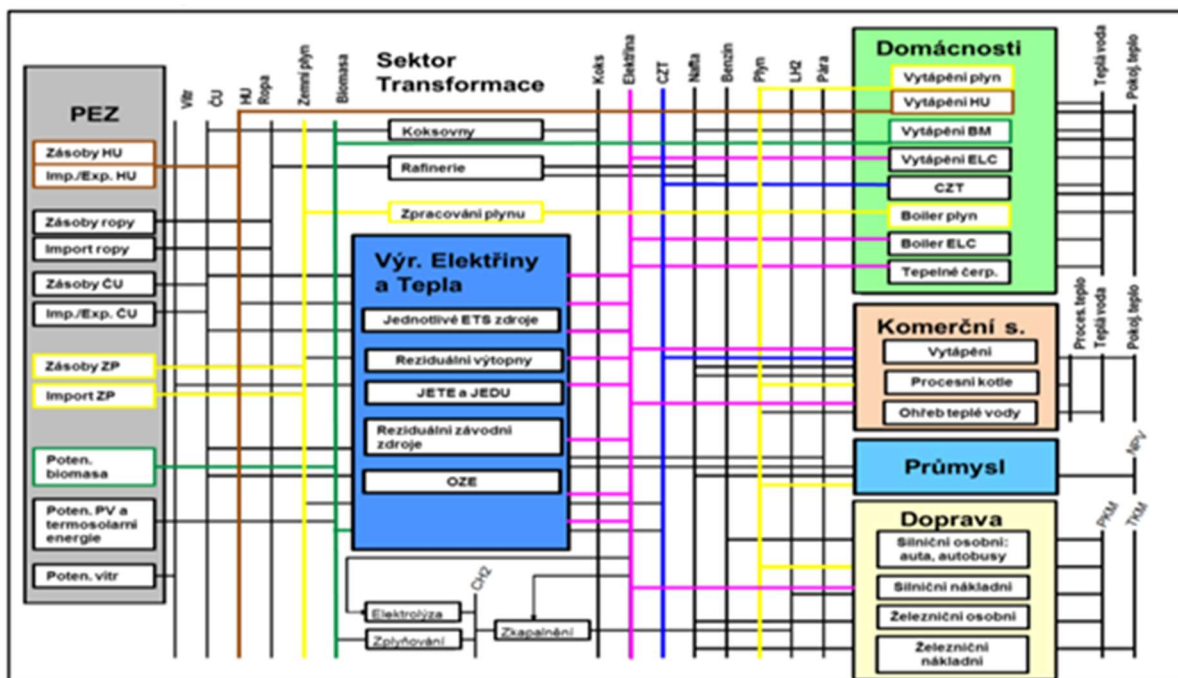 PEZ
Zásoby HU
Imp./Exp. HU
Zásoby ropy
Import ropy
Zásoby ČU
Imp./Exp. ČU
Zásoby ZP
Import ZP
Poten.
biomasa
Poten. PV a
termosolarní
energie
Poten. vítr
Vítr
ČU
HU
Ropa
Zemní plyn
Biomasa
Sektor
Transformace
Koksovny
Rafinerie
Zpracování plynu
Výr. Elektřiny
a Tepla
Jednotlivé ETS zdroje
Reziduální výtopny
JETE a JEDU
Reziduální závodní
zdroje
OZE
Elektrolýza
Zplyňování
CH2
Zkapalnění
Koks
Elektřina
CZT
Nafta
Benzín
Plyn
LH2
Pára
Domácnosti
Vytápění plyn
Vytápění HU
Vytápění BM
Vytápění ELC
CZT
Boiler plyn
Boiler ELC
Tepelné čerp.
Teplá voda
Pokoj. teplo
Komerční s.
Vytápění
Procesní kotle
Ohřeb teplé vody
Proces. teplo
Teplá voda
Pokoj. teplo
Průmysl
NPV
Doprava
Silniční osobní:
auta, autobusy
Silniční nákladní
Železniční osobní
Železniční
nákladní
PKM
TKM